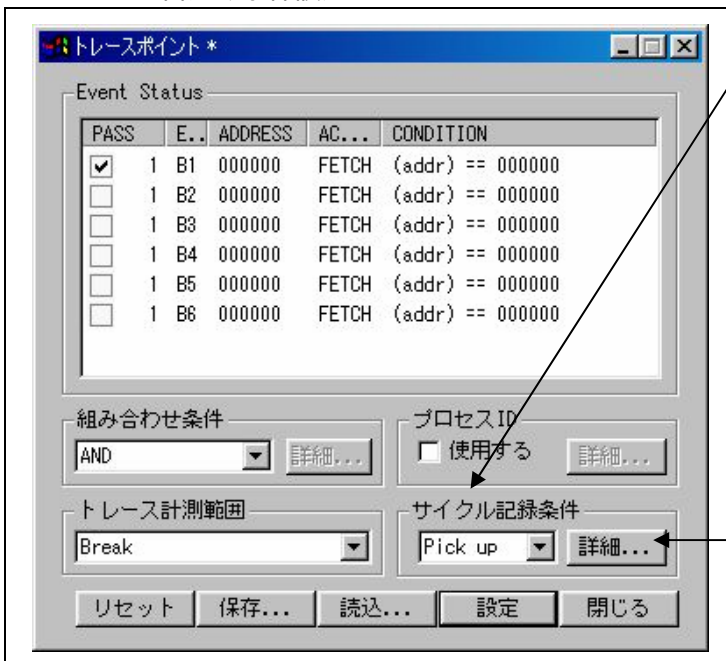 トレースポイント *
Event Status
PASS E.. ADDRESS AC... CONDITION
1 B1 000000 FETCH (addr) == 000000
1 B2 000000 FETCH (addr) == 000000
1 B3 000000 FETCH (addr) == 000000
1 B4 000000 FETCH (addr) == 000000
1 B5 000000 FETCH (addr) == 000000
1 B6 000000 FETCH (addr) == 000000
組み合わせ条件 プロセスID
AND 詳細... 使用する 詳細...
トレース計測範囲 サイクル記録条件
Break Pick up 詳細...
リセット 保存... 読込... 設定 閉じる